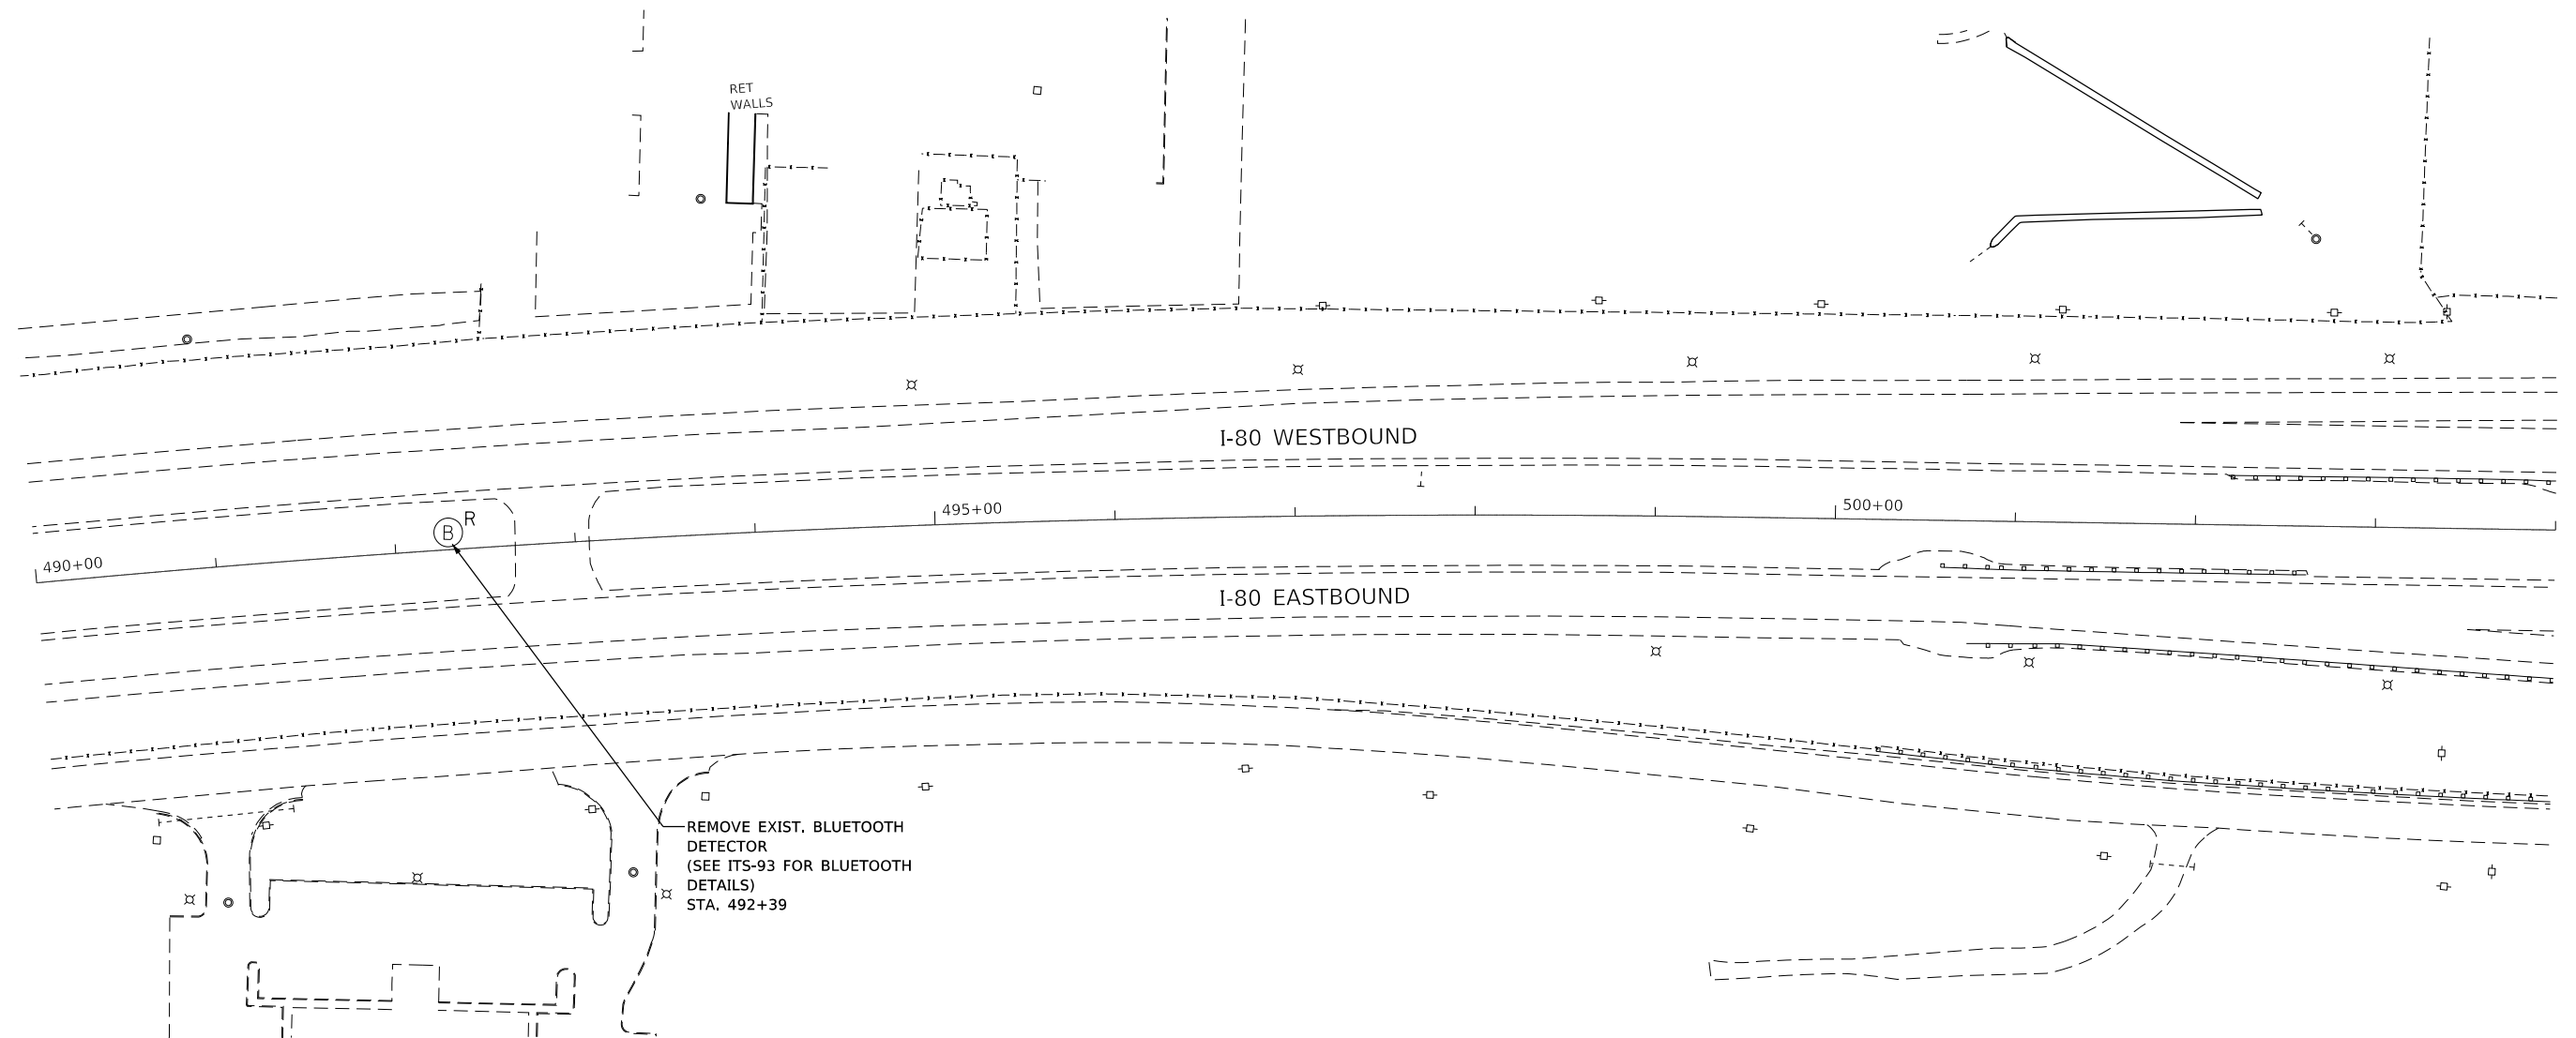 RET
WALLS
I-80 WESTBOUND
495+00
500+00
R
B
490+00
I-80 EASTBOUND
REMOVE EXIST. BLUETOOTH
DETECTOR
(SEE ITS-93 FOR BLUETOOTH
DETAILS)
STA. 492+39